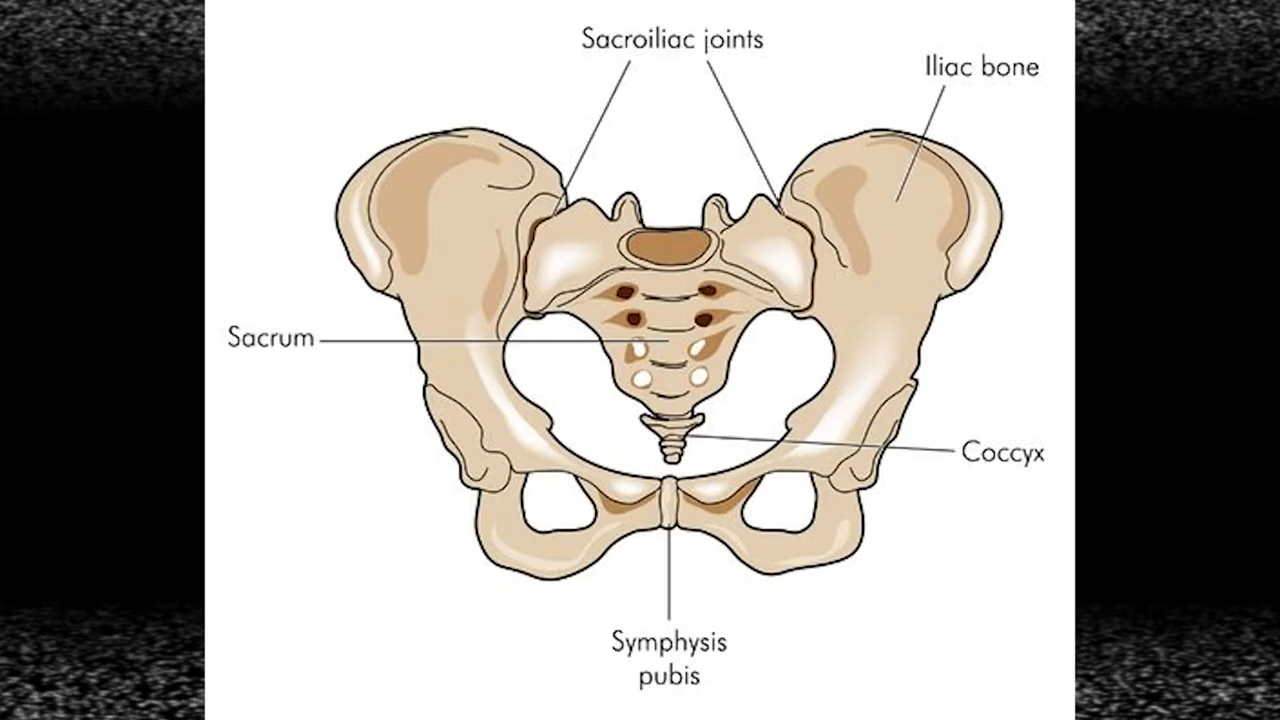 Sacroiliac joints
Iliac bone
Sacrum
Coccyx
Symphysis
pubis